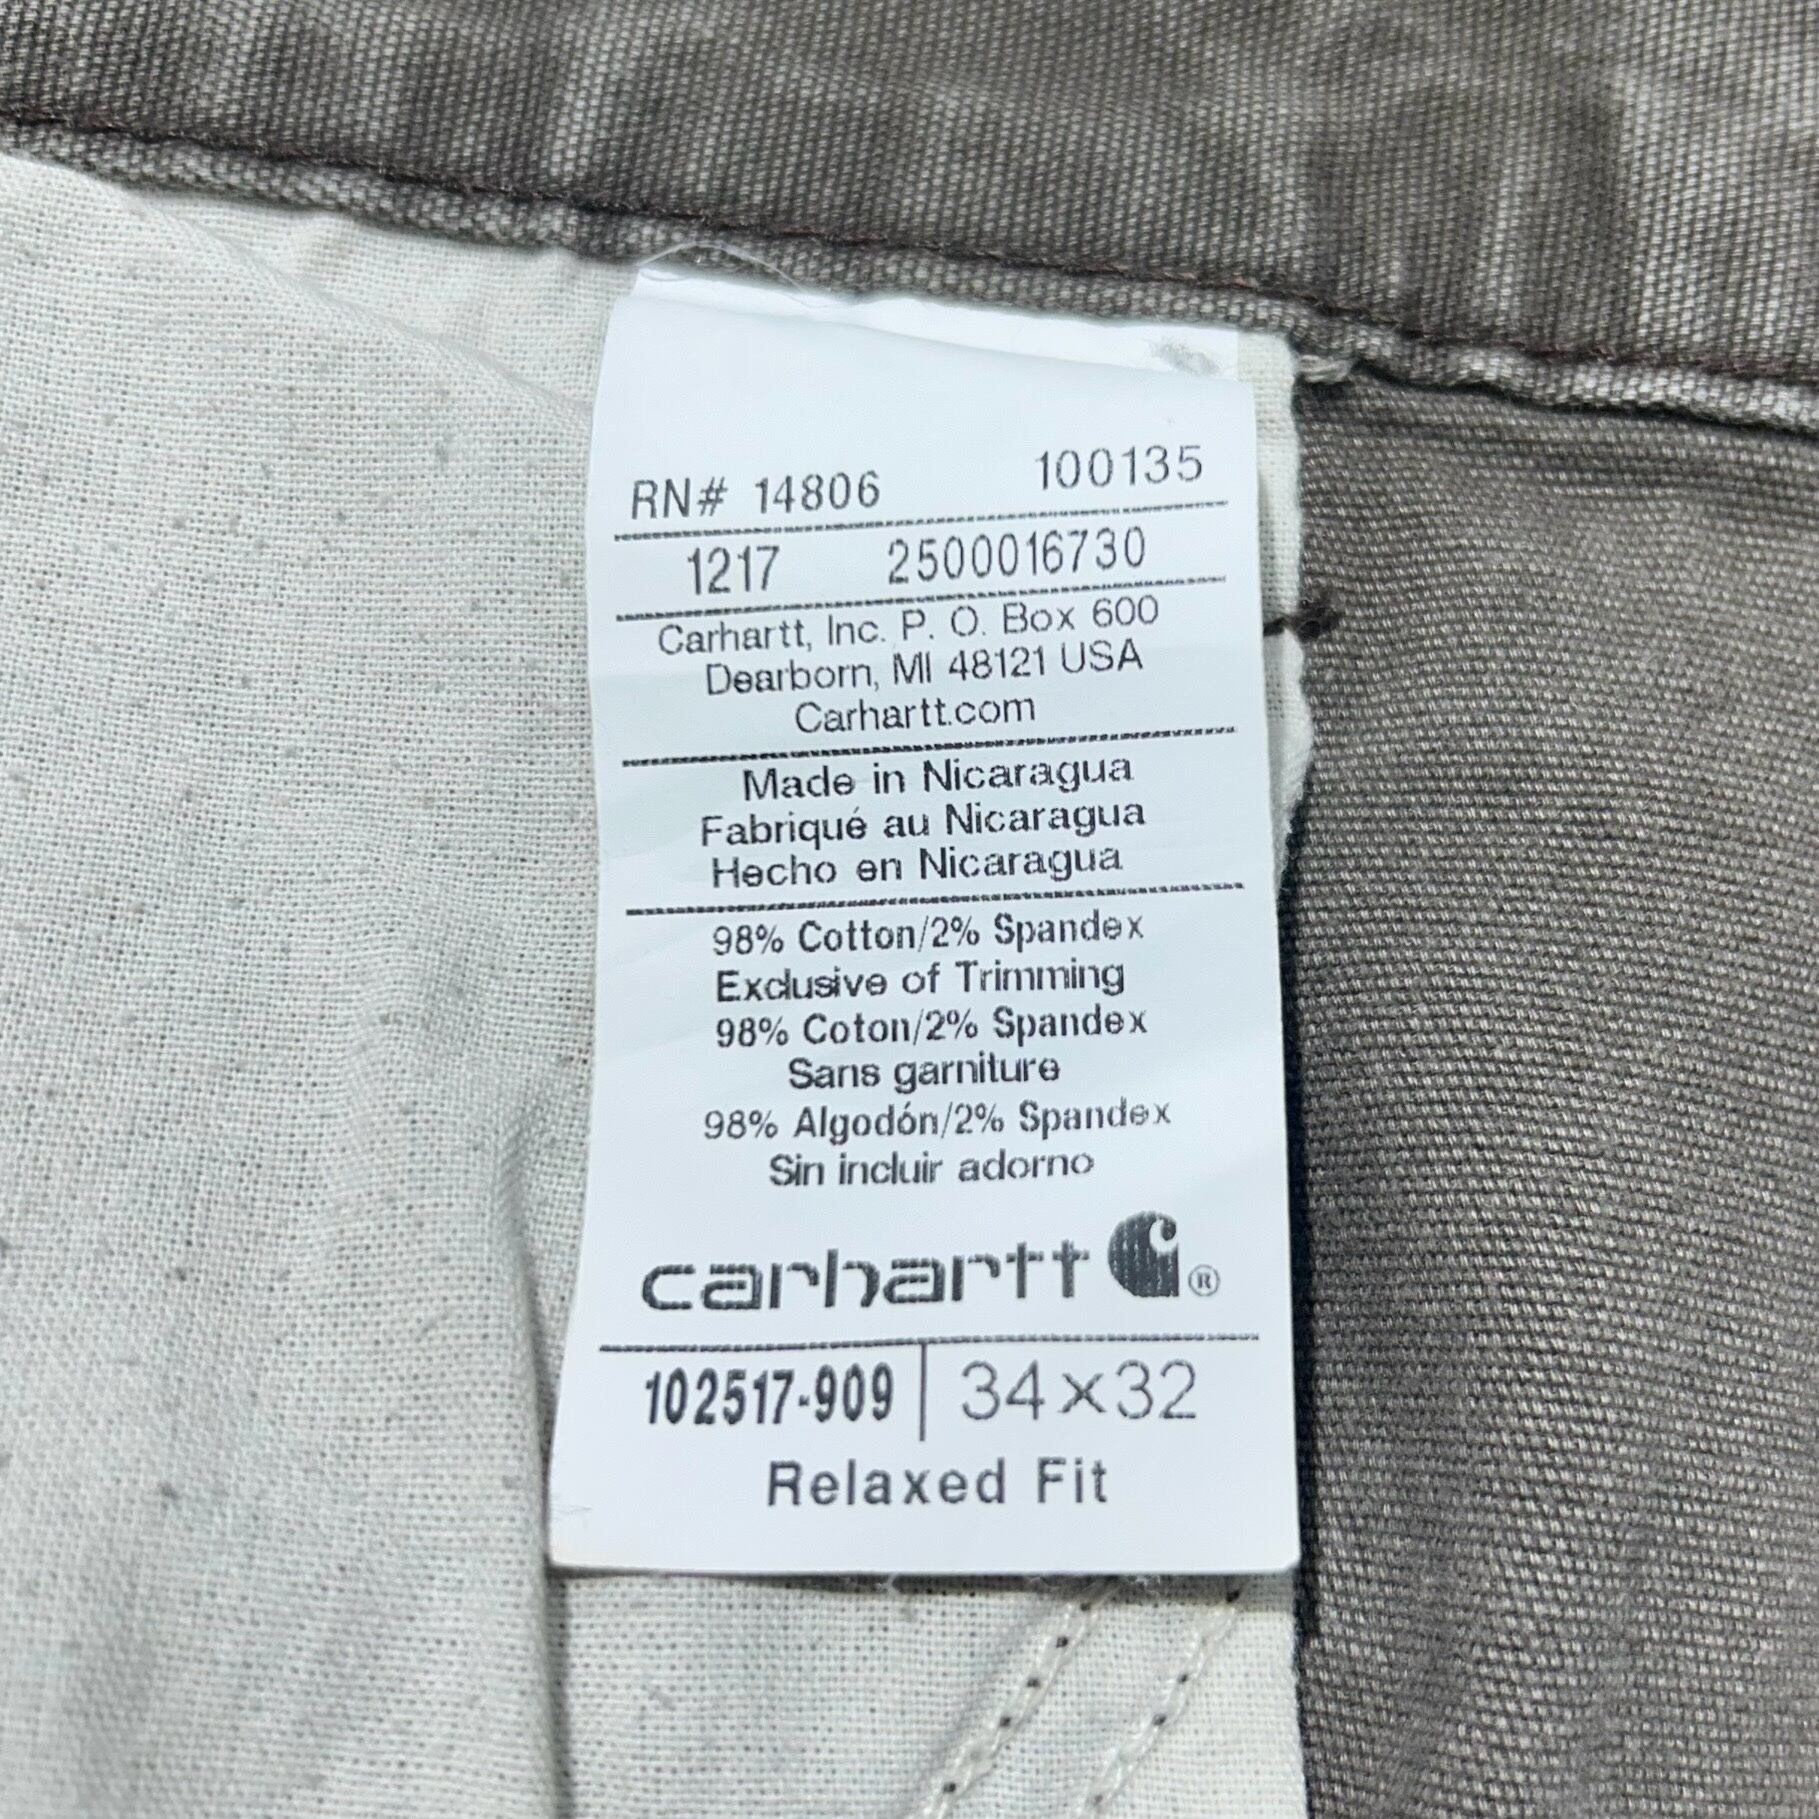 RN# 14806 100135
1217 2500016730
Carhartt, Inc. P. O. Box 600
Dearborn, MI 48121 USA
Carhartt.com
Made in Nicaragua
Fabriqué au Nicaragua
Hecho en Nicaragua
98% Cotton/2% Spandex
Exclusive of Trimming
98% Coton/2% Spandex
Sans garniture
98% Algodón/2% Spandex
Sin incluir adorno
carhartt ®
102517-909 | 34x32
Relaxed Fit